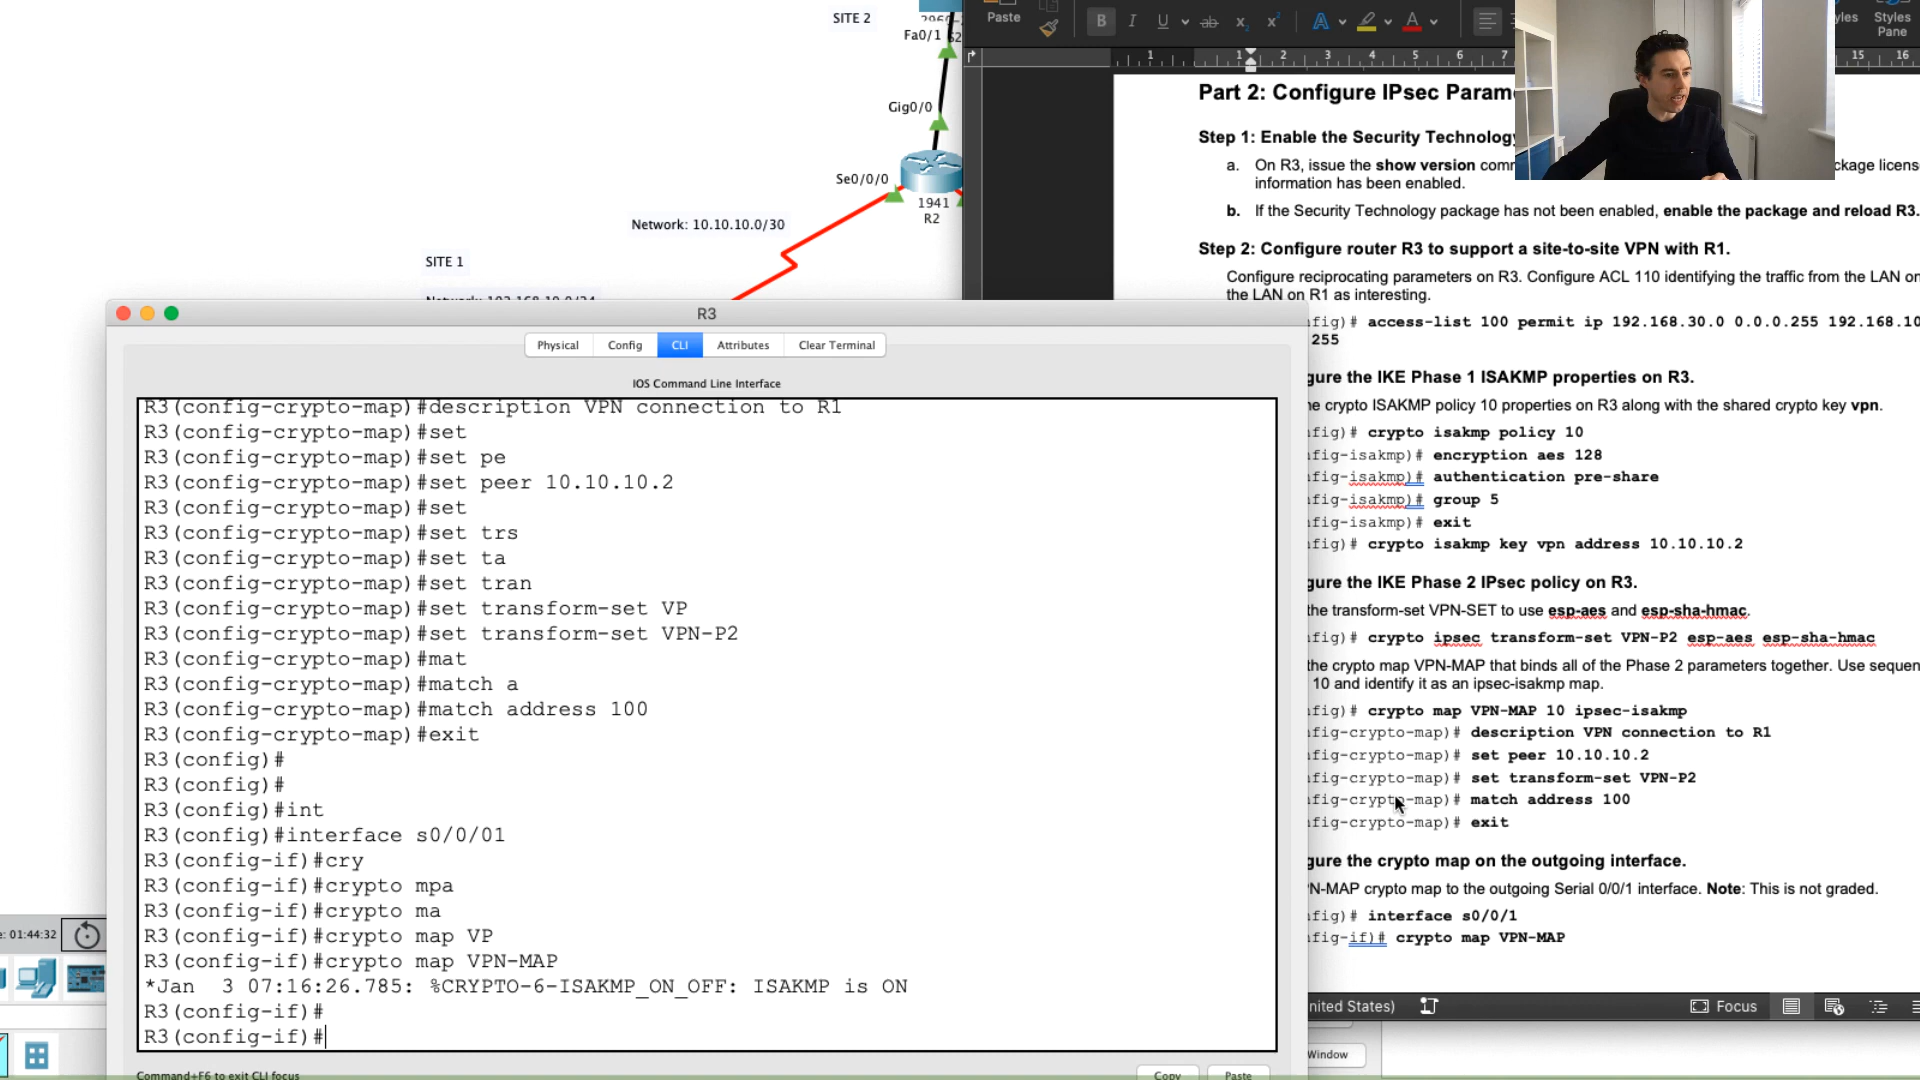 SITE 2
Fa0/1
Gig0/0
Se0/0/0
1941
R2
Network: 10.10.10.0/30
SITE 1
Paste
B I U ab x₂ x² A A
Styles
Pane
1 1 2 3 4 5 6 7 15 16
Part 2: Configure IPsec
Step 1: Enable the Security
a. On R3, issue the show version
information has been enabled.
b. If the Security Technology package has not been enabled, enable the package and reload R3.
Step 2: Configure router R3 to support a site-to-site VPN with R1.
Configure reciprocating parameters on R3. Configure ACL 110 identifying the traffic from the LAN on
the LAN on R1 as interesting.
fig)# access-list 100 permit ip 192.168.30.0 0.0.0.255 192.168.10
255
gure the IKE Phase 1 ISAKMP properties on R3.
e crypto ISAKMP policy 10 properties on R3 along with the shared crypto key vpn.
fig)# crypto isakmp policy 10
fig-isakmp)# encryption aes 128
fig-isakmp)# authentication pre-share
fig-isakmp)# group 5
fig-isakmp)# exit
fig)# crypto isakmp key vpn address 10.10.10.2
gure the IKE Phase 2 IPsec policy on R3.
the transform-set VPN-SET to use esp-aes and esp-sha-hmac.
fig)# crypto ipsec transform-set VPN-P2 esp-aes esp-sha-hmac
the crypto map VPN-MAP that binds all of the Phase 2 parameters together. Use sequen
10 and identify it as an ipsec-isakmp map.
fig)# crypto map VPN-MAP 10 ipsec-isakmp
fig-crypto-map)# description VPN connection to R1
fig-crypto-map)# set peer 10.10.10.2
fig-crypto-map)# set transform-set VPN-P2
fig-crypto-map)# match address 100
fig-crypto-map)# exit
gure the crypto map on the outgoing interface.
N-MAP crypto map to the outgoing Serial 0/0/1 interface. Note: This is not graded.
fig)# interface s0/0/1
fig-if)# crypto map VPN-MAP
nited States)
Focus
Window
R3
Physical
Config
CLI
Attributes
Clear Terminal
IOS Command Line Interface
R3(config-crypto-map)#description VPN connection to R1
R3(config-crypto-map)#set
R3(config-crypto-map)#set pe
R3(config-crypto-map)#set peer 10.10.10.2
R3(config-crypto-map)#set
R3(config-crypto-map)#set trs
R3(config-crypto-map)#set ta
R3(config-crypto-map)#set tran
R3(config-crypto-map)#set transform-set VP
R3(config-crypto-map)#set transform-set VPN-P2
R3(config-crypto-map)#mat
R3(config-crypto-map)#match a
R3(config-crypto-map)#match address 100
R3(config-crypto-map)#exit
R3(config)#
R3(config)#
R3(config)#int
R3(config)#interface s0/0/01
R3(config-if)#cry
R3(config-if)#crypto mpa
R3(config-if)#crypto ma
R3(config-if)#crypto map VP
R3(config-if)#crypto map VPN-MAP
*Jan  3 07:16:26.785: %CRYPTO-6-ISAKMP_ON_OFF: ISAKMP is ON
R3(config-if)#
R3(config-if)#
Command+F6 to exit CLI focus
Copy
Paste
e: 01:44:32